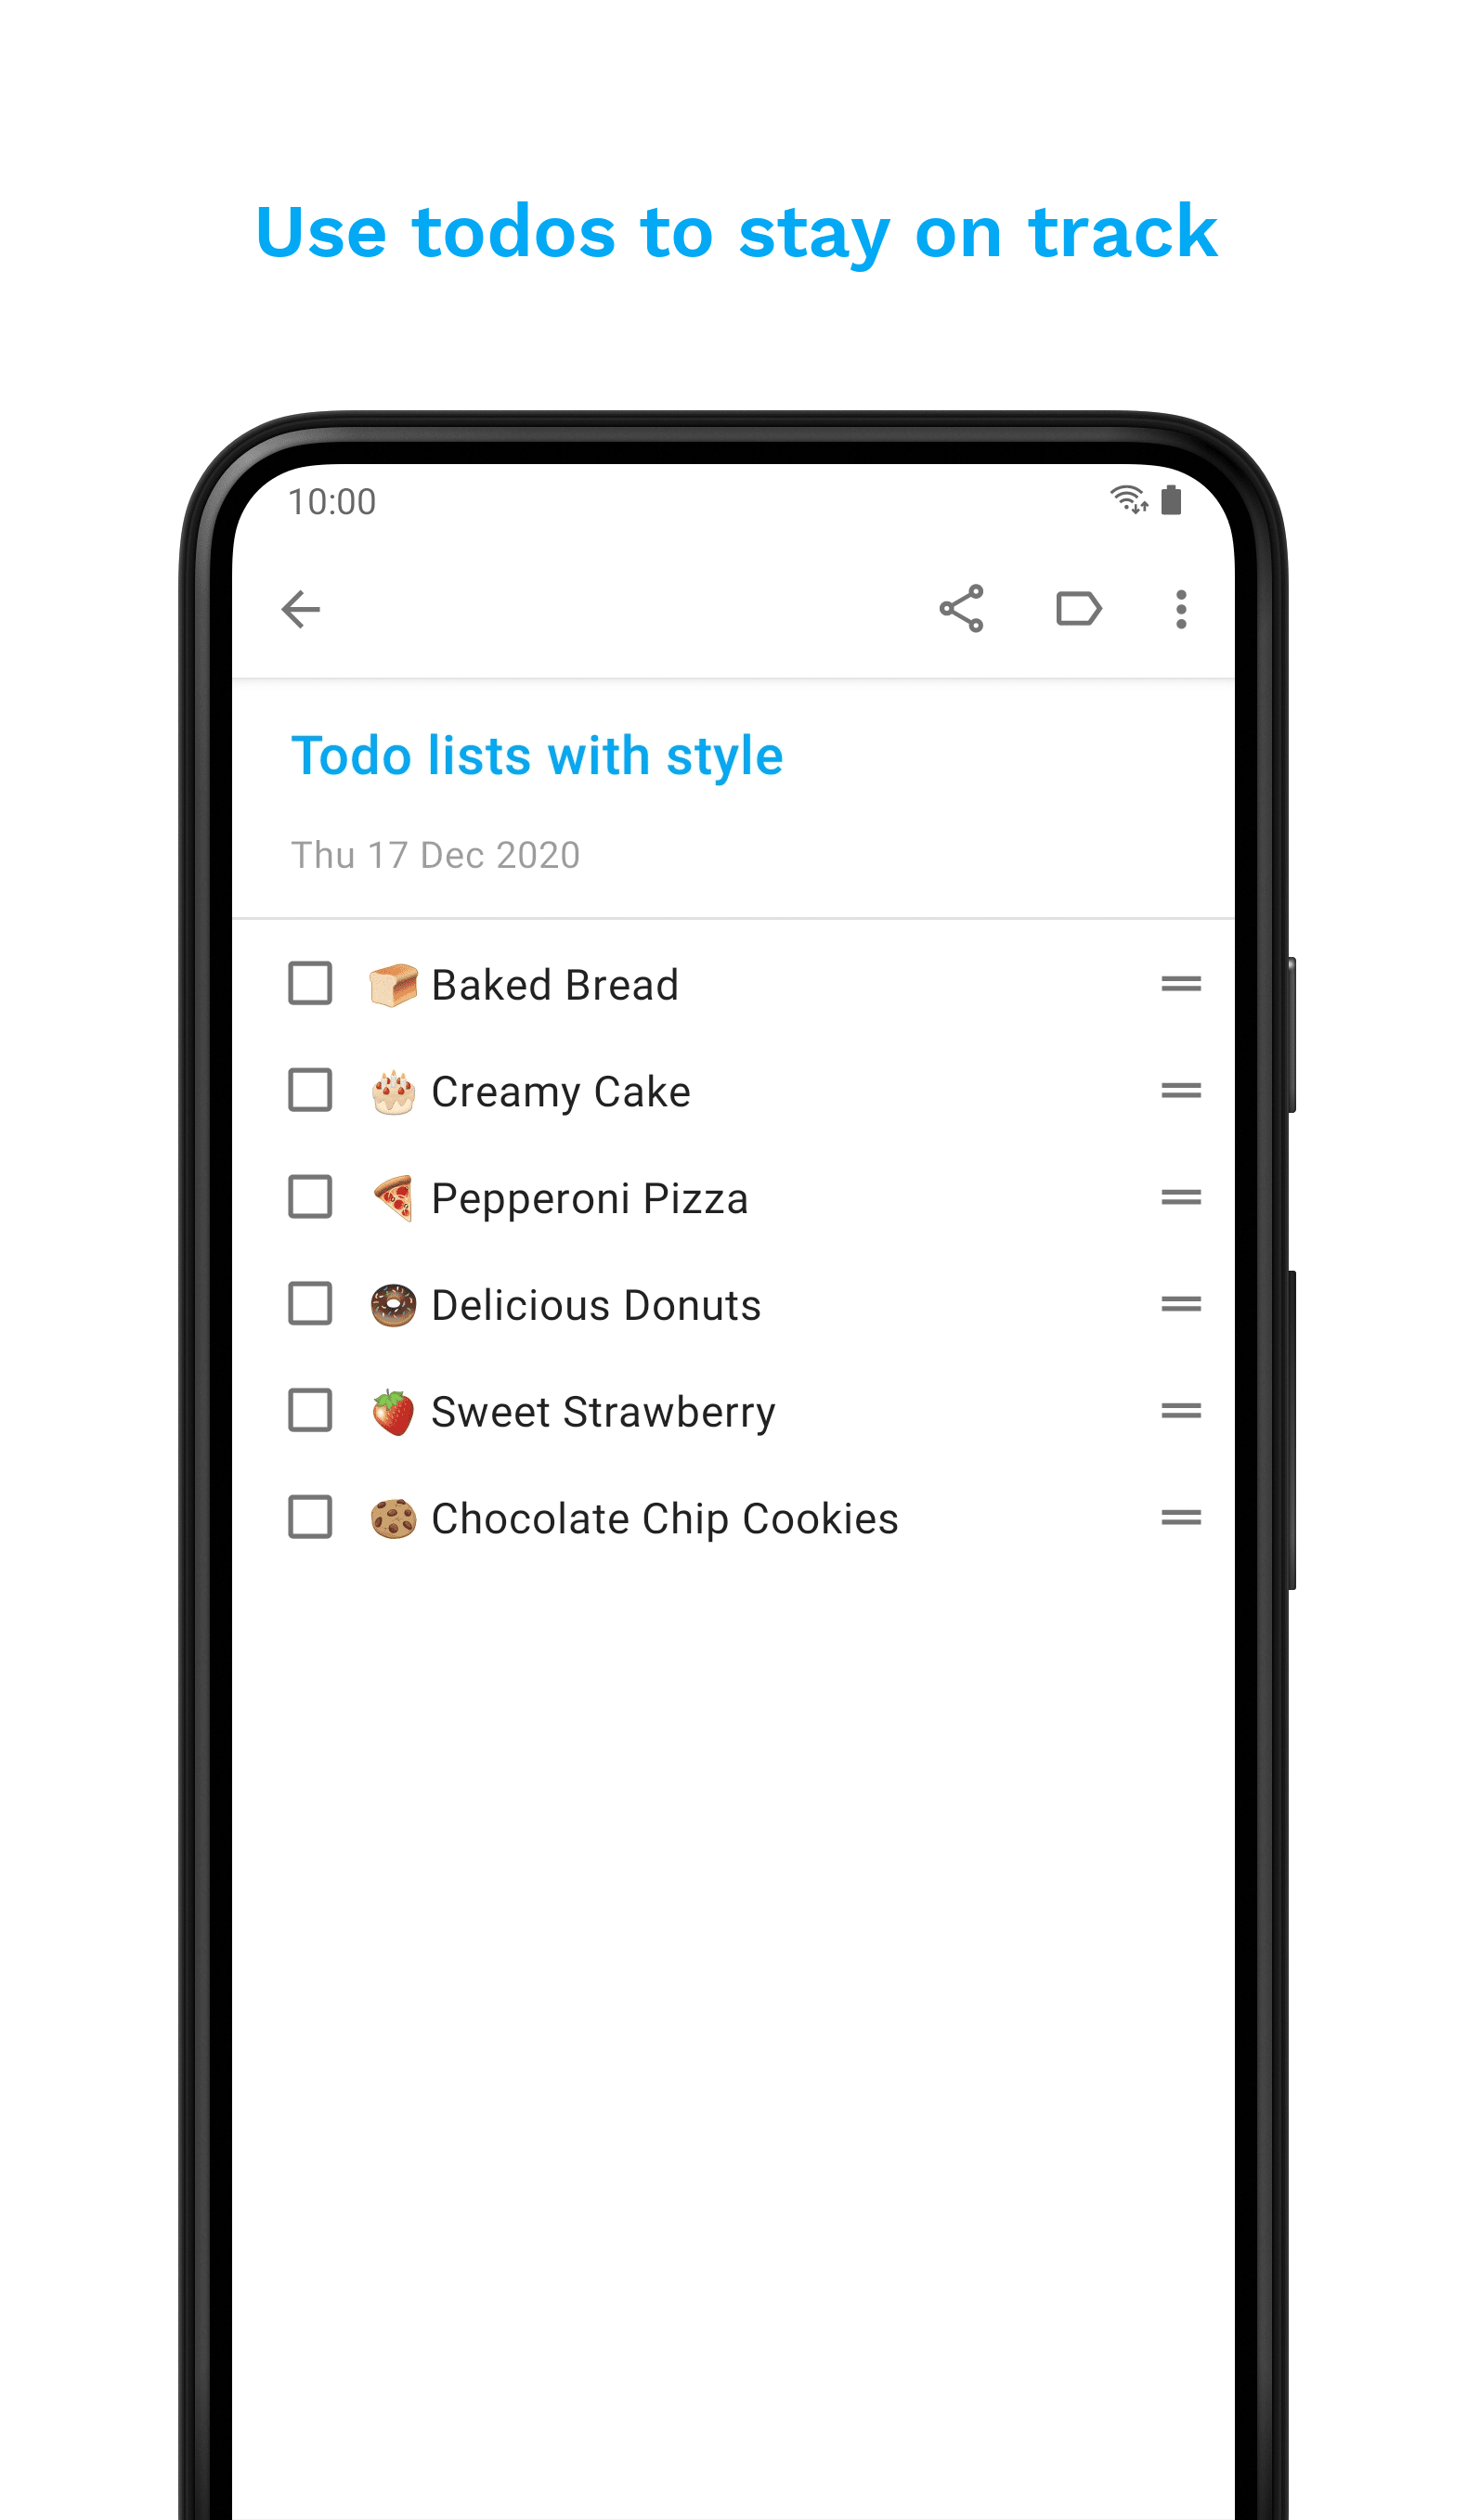 Use todos to stay on track
10:00
Todo lists with style
Thu 17 Dec 2020
🍞 Baked Bread
🎂 Creamy Cake
🍕 Pepperoni Pizza
🍩 Delicious Donuts
🍓 Sweet Strawberry
🍪 Chocolate Chip Cookies